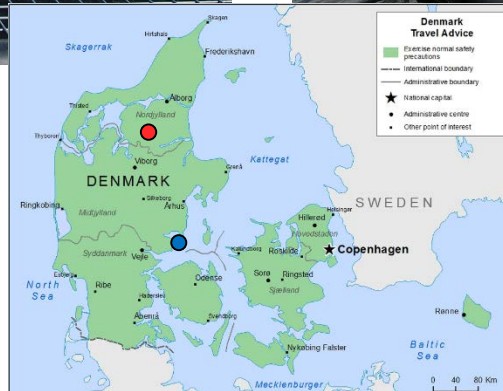 Denmark
Travel Advice
Exercise normal safety
precautions
International boundary
Administrative boundary
National capital
Administrative centre
Other point of interest
Skagen
Skagerrak
Hirtshals
Frederikshavn
Thisted
Ålborg
Nordjylland
Thyborøn
Viborg
Kattegat
DENMARK
Grenå
Silkeborg
Århus
SWEDEN
Ringkobing
Midtjylland
Helsingør
Hillerød
Hovedstaden
Copenhagen
Kalundborg
Roskilde
Syddanmark
Vejle
North
Sea
Esbjerg
Ribe
Odense
Sorø
Ringsted
Sjælland
Haderslev
Svendborg
Åbenrå
Rønne
Nykøbing Falster
Baltic
Sea
Mecklenburger
0 40 80 Km